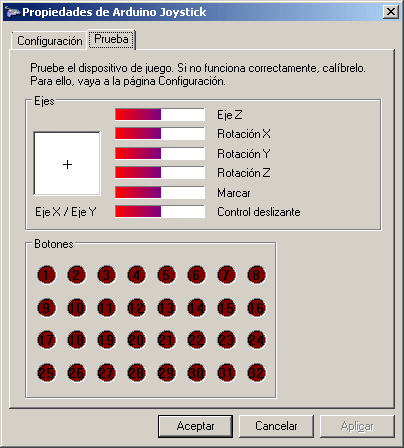 Propiedades de Arduino Joystick
Configuración Prueba
Pruebe el dispositivo de juego. Si no funciona correctamente, calíbrelo.
Para ello, vaya a la página Configuración.
Ejes
Eje Z
Rotación X
Rotación Y
Rotación Z
Marcar
Control deslizante
Eje X / Eje Y
Botones
1 2 3 4 5 6 7 8
9 10 11 12 13 14 15 16
17 18 19 20 21 22 23 24
25 26 27 28 29 30 31 32
Aceptar Cancelar Aplicar